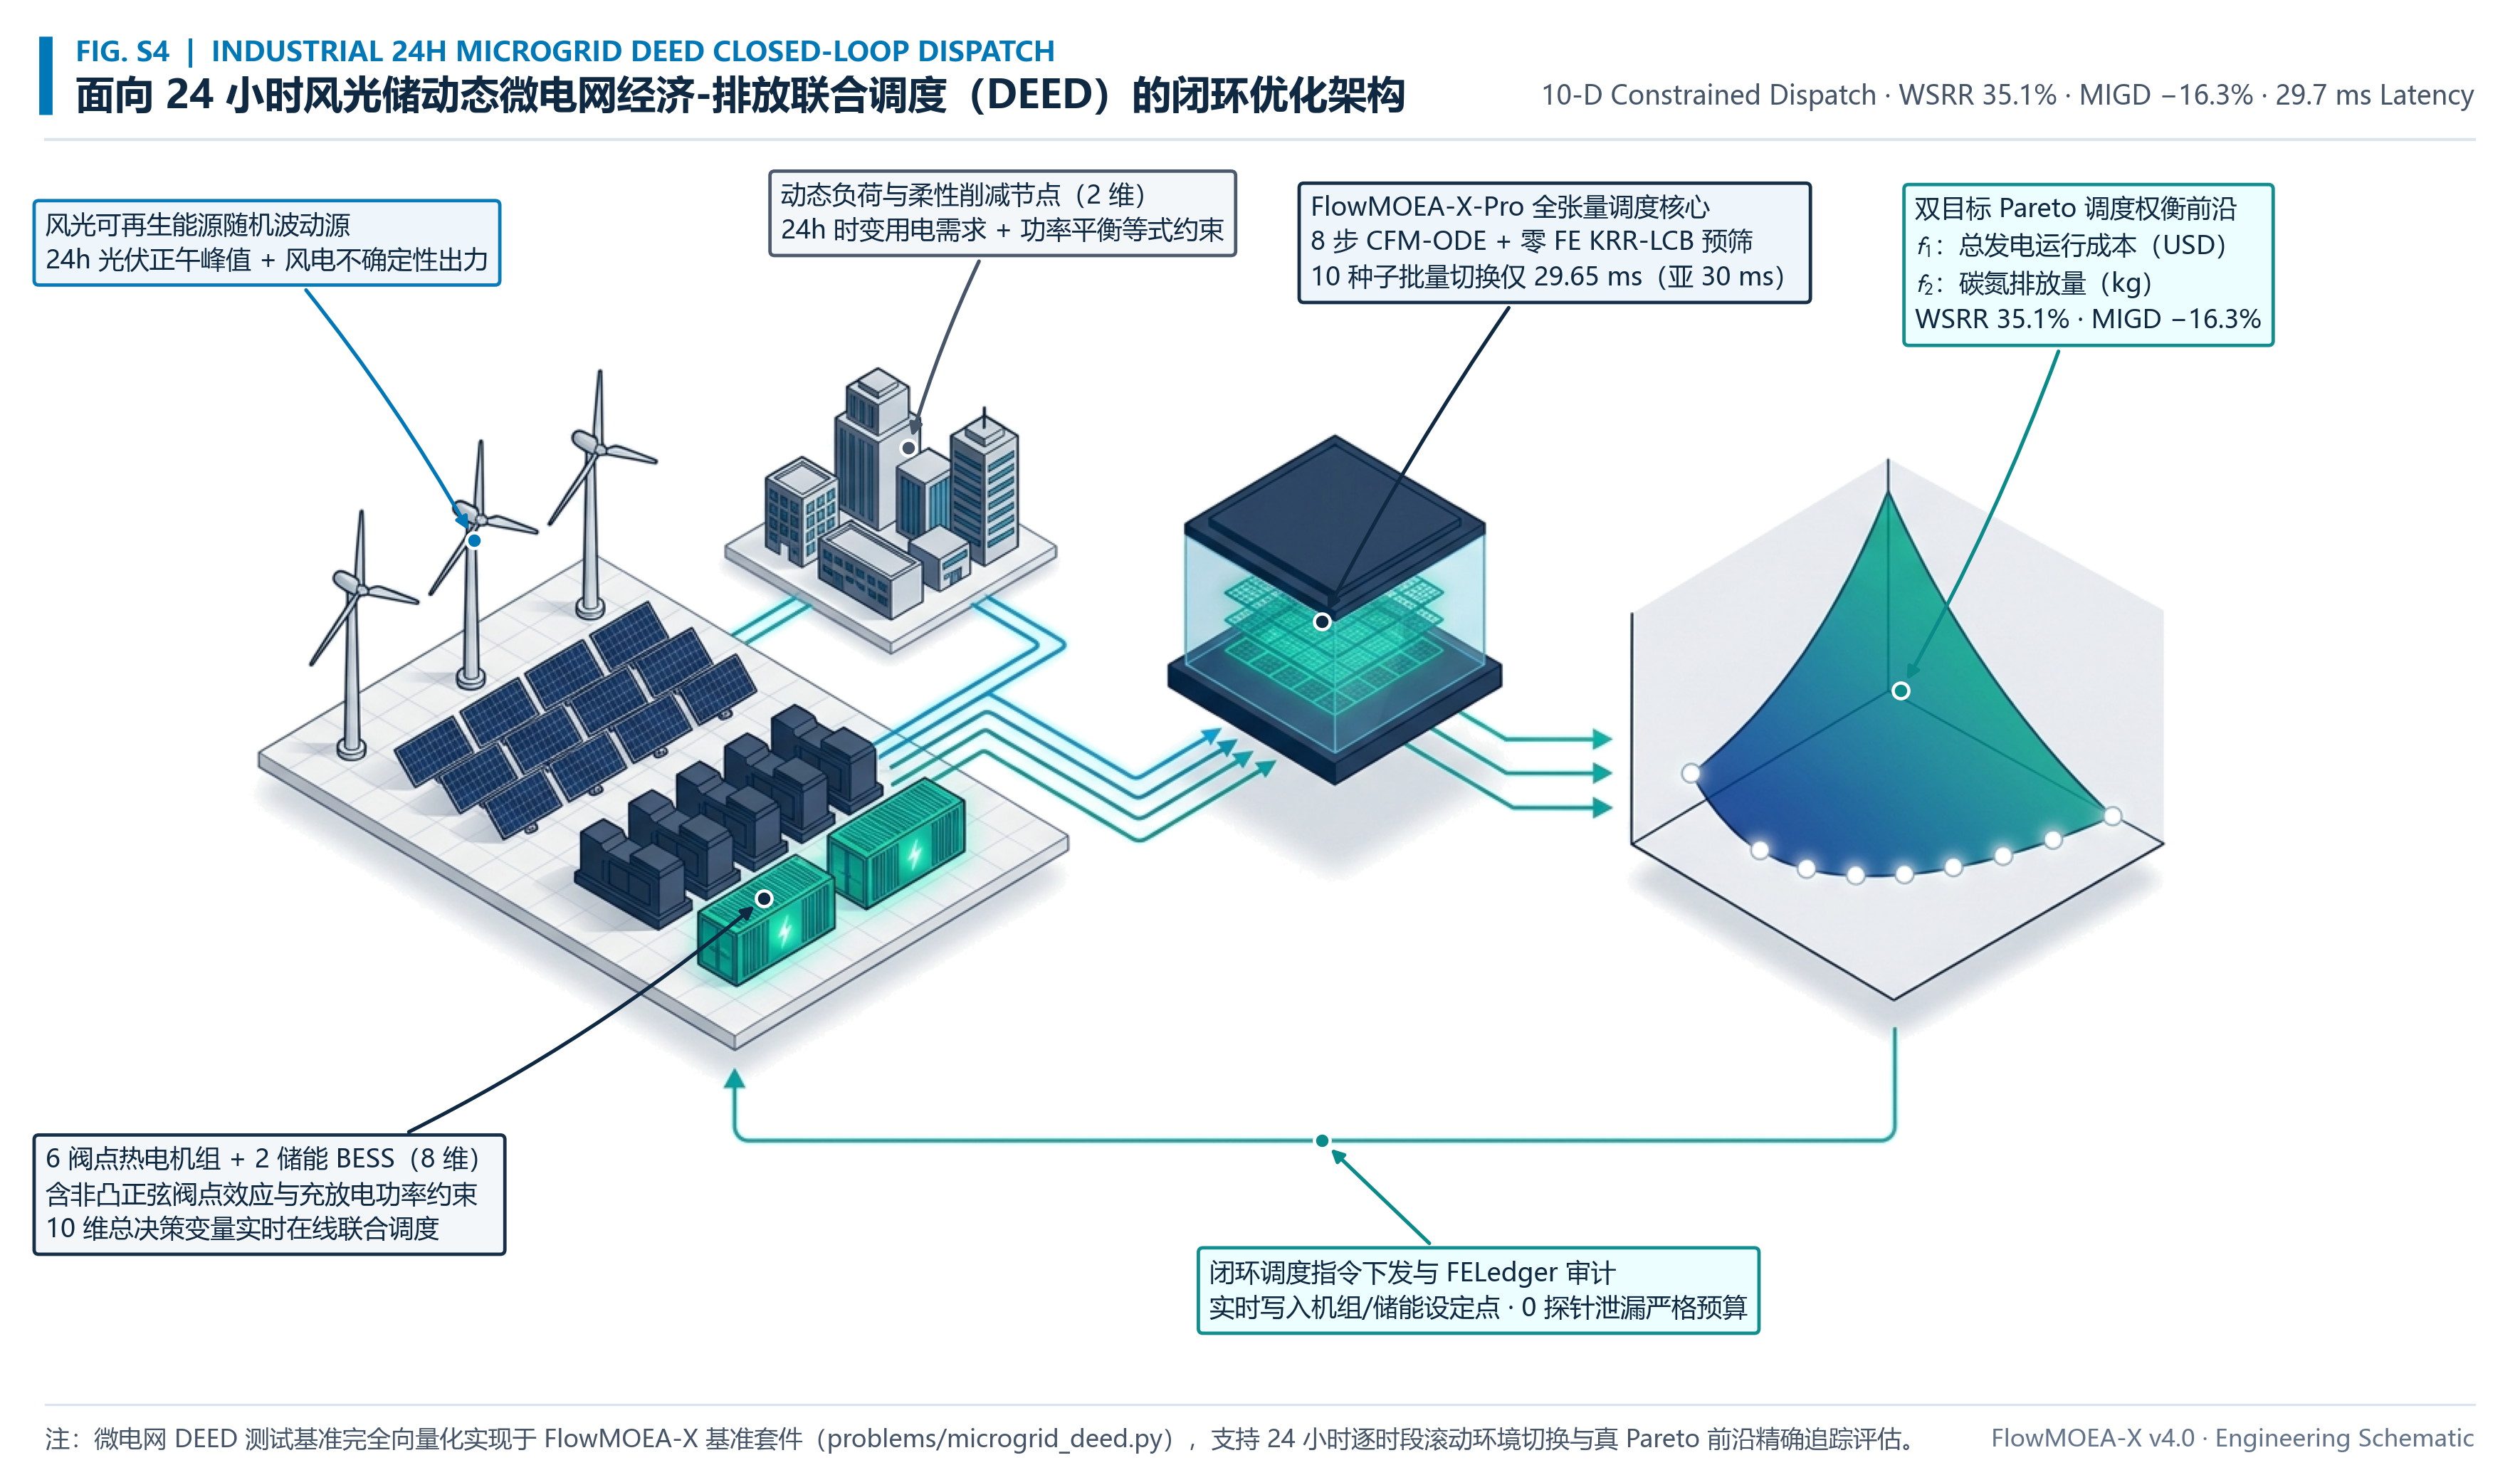 FIG. S4 | INDUSTRIAL 24H MICROGRID DEED CLOSED-LOOP DISPATCH
面向 24 小时风光储动态微电网经济-排放联合调度（DEED）的闭环优化架构
10-D Constrained Dispatch · WSRR 35.1% · MIGD −16.3% · 29.7 ms Latency
风光可再生能源随机波动源
24h 光伏正午峰值 + 风电不确定性出力
动态负荷与柔性削减节点（2 维）
24h 时变用电需求 + 功率平衡等式约束
FlowMOEA-X-Pro 全张量调度核心
8 步 CFM-ODE + 零 FE KRR-LCB 预筛
10 种子批量切换仅 29.65 ms（亚 30 ms）
双目标 Pareto 调度权衡前沿
f₁：总发电运行成本（USD）
f₂：碳氮排放量（kg）
WSRR 35.1% · MIGD −16.3%
6 阀点热电机组 + 2 储能 BESS（8 维）
含非凸正弦阀点效应与充放电功率约束
10 维总决策变量实时在线联合调度
闭环调度指令下发与 FELedger 审计
实时写入机组/储能设定点 · 0 探针泄漏严格预算
注：微电网 DEED 测试基准完全向量化实现于 FlowMOEA-X 基准套件（problems/microgrid_deed.py），支持 24 小时逐时段滚动环境切换与真 Pareto 前沿精确追踪评估。
FlowMOEA-X v4.0 · Engineering Schematic